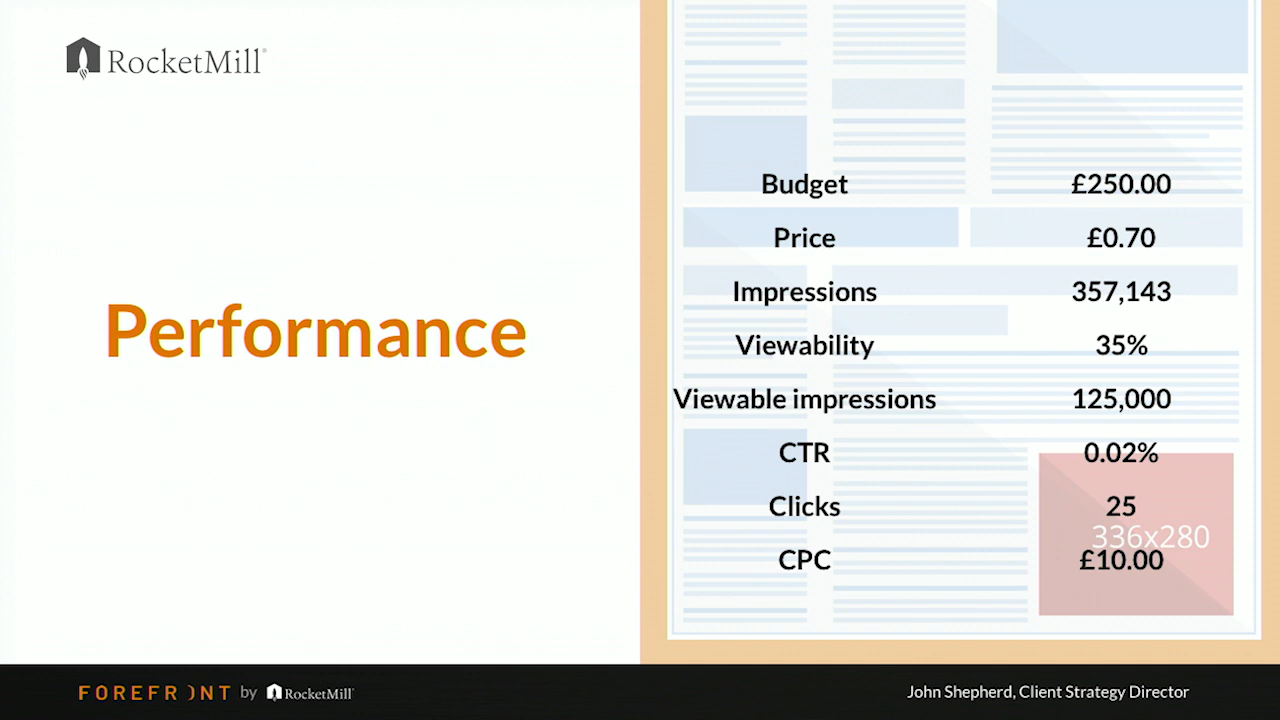 RocketMill
Performance
Budget £250.00
Price £0.70
Impressions 357,143
Viewability 35%
Viewable impressions 125,000
CTR 0.02%
Clicks 25
336x280
CPC £10.00
FOREFRONT by RocketMill
John Shepherd, Client Strategy Director